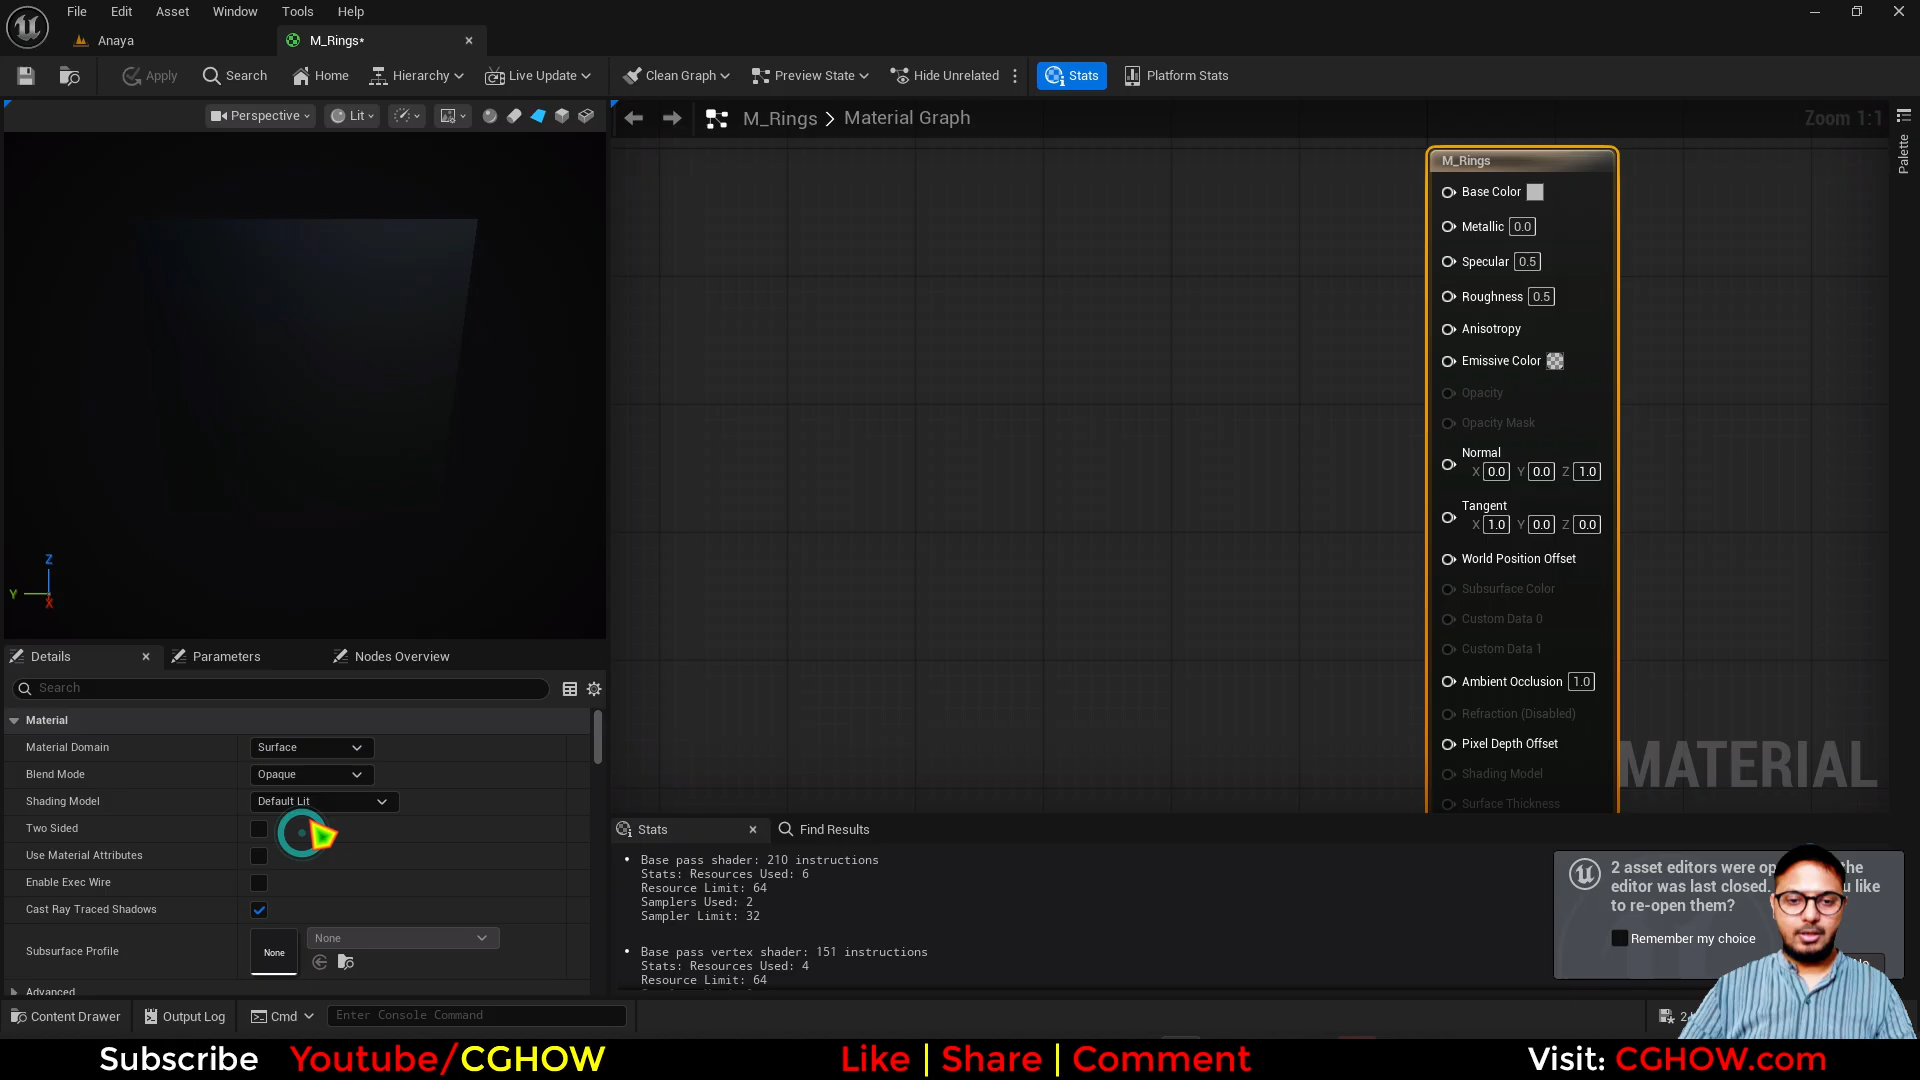 File Edit Asset Window Tools Help
Anaya
M_Rings*
Apply
Search
Home
Hierarchy
Live Update
Clean Graph
Preview State
Hide Unrelated
Stats
Platform Stats
Perspective
Lit
M_Rings > Material Graph
Zoom 1:1
Palette
M_Rings
Base Color
Metallic 0.0
Specular 0.5
Roughness 0.5
Anisotropy
Emissive Color
Opacity
Opacity Mask
Normal
X 0.0 Y 0.0 Z 1.0
Tangent
X 1.0 Y 0.0 Z 0.0
World Position Offset
Subsurface Color
Custom Data 0
Custom Data 1
Ambient Occlusion 1.0
Refraction (Disabled)
Pixel Depth Offset
Shading Model
Surface Thickness
MATERIAL
Z
Y
X
Details
Parameters
Nodes Overview
Search
Material
Material Domain Surface
Blend Mode Opaque
Shading Model Default Lit
Two Sided
Use Material Attributes
Enable Exec Wire
Cast Ray Traced Shadows
Subsurface Profile None None
Advanced
Stats
Find Results
Base pass shader: 210 instructions
Stats: Resources Used: 6
Resource Limit: 64
Samplers Used: 2
Sampler Limit: 32
Base pass vertex shader: 151 instructions
Stats: Resources Used: 4
Resource Limit: 64
2 asset editors were op the
editor was last closed. u like
to re-open them?
Remember my choice
Content Drawer
Output Log
Cmd
Enter Console Command
2
Subscribe Youtube/CGHOW
Like | Share | Comment
Visit: CGHOW.com